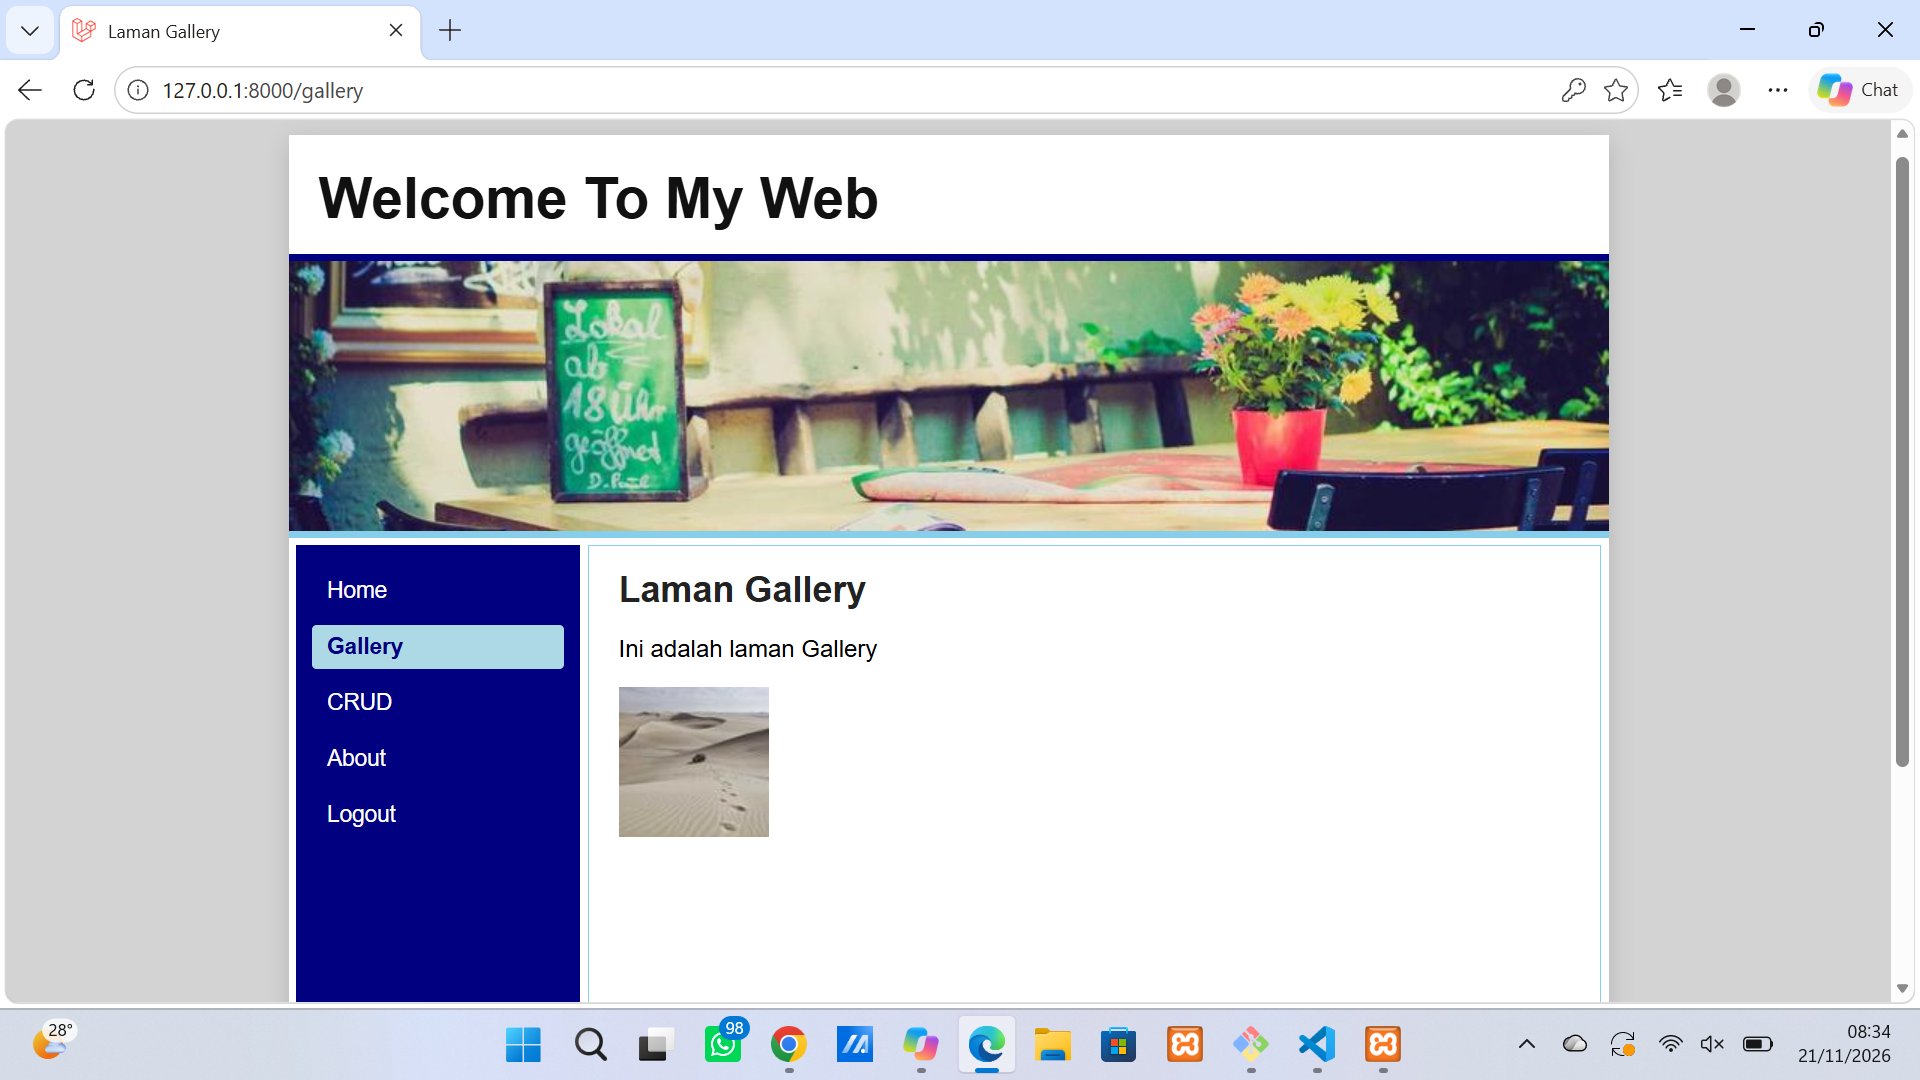 Laman Gallery
127.0.0.1:8000/gallery
Chat
Welcome To My Web
Lokal
ab
18 Uhr
geöffnet
D. Paul
Home
Gallery
CRUD
About
Logout
Laman Gallery
Ini adalah laman Gallery
28°
98
08:34
21/11/2026